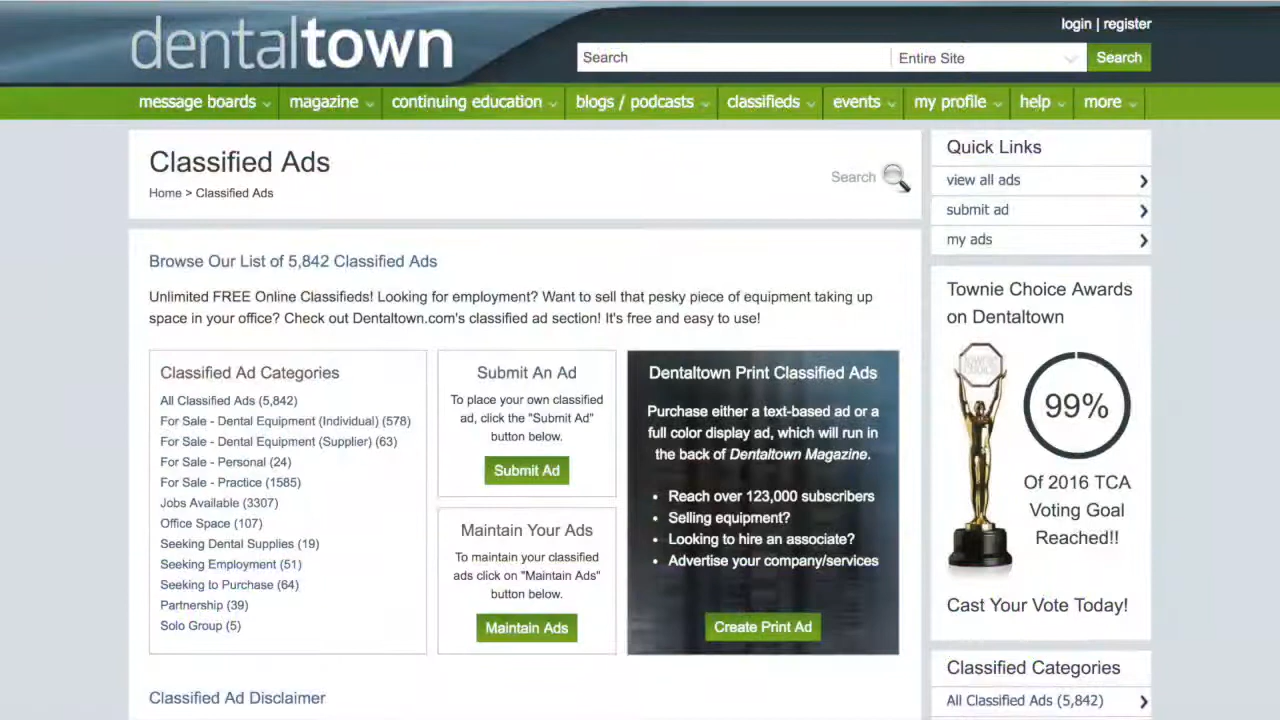 dentaltown
login | register
Search
Entire Site
Search
message boards
magazine
continuing education
blogs / podcasts
classifieds
events
my profile
help
more
Classified Ads
Home > Classified Ads
Search
Browse Our List of 5,842 Classified Ads
Unlimited FREE Online Classifieds! Looking for employment? Want to sell that pesky piece of equipment taking up
space in your office? Check out Dentaltown.com's classified ad section! It's free and easy to use!
Classified Ad Categories
All Classified Ads (5,842)
For Sale - Dental Equipment (Individual) (578)
For Sale - Dental Equipment (Supplier) (63)
For Sale - Personal (24)
For Sale - Practice (1585)
Jobs Available (3307)
Office Space (107)
Seeking Dental Supplies (19)
Seeking Employment (51)
Seeking to Purchase (64)
Partnership (39)
Solo Group (5)
Submit An Ad
To place your own classified
ad, click the "Submit Ad"
button below.
Submit Ad
Maintain Your Ads
To maintain your classified
ads click on "Maintain Ads"
button below.
Maintain Ads
Dentaltown Print Classified Ads
Purchase either a text-based ad or a
full color display ad, which will run in
the back of Dentaltown Magazine.
• Reach over 123,000 subscribers
• Selling equipment?
• Looking to hire an associate?
• Advertise your company/services
Create Print Ad
Classified Ad Disclaimer
Quick Links
view all ads
submit ad
my ads
Townie Choice Awards
on Dentaltown
99%
Of 2016 TCA
Voting Goal
Reached!!
Cast Your Vote Today!
Classified Categories
All Classified Ads (5,842)